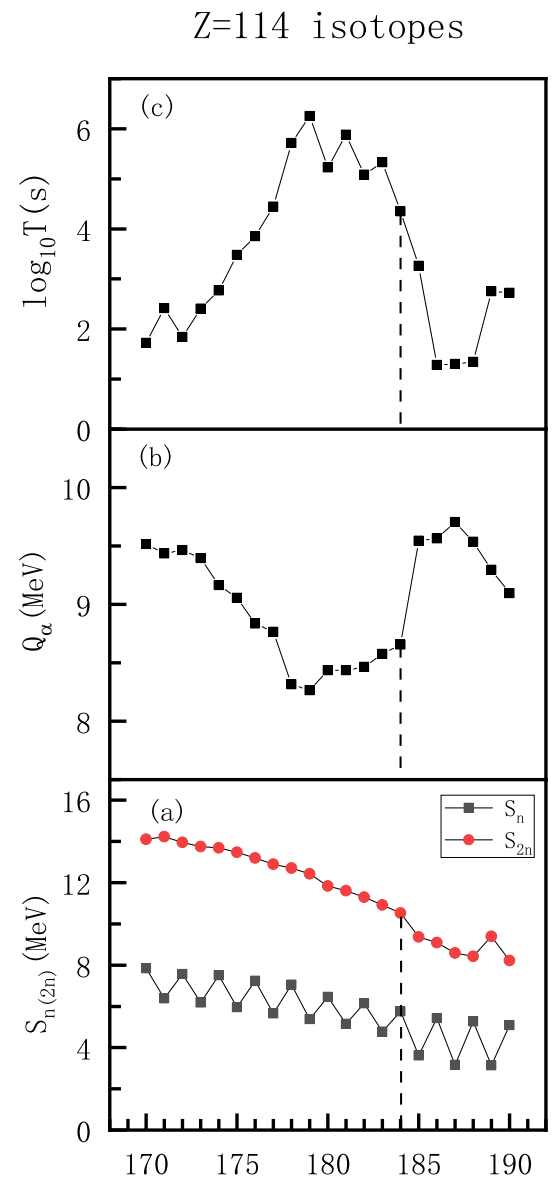 Z=114 isotopes
(c)
6
4
2
0
log₁₀T(s)
(b)
10
9
8
Qα(MeV)
(a)
Sₙ
S₂ₙ
16
12
8
4
0
Sₙ₍₂ₙ₎(MeV)
170 175 180 185 190